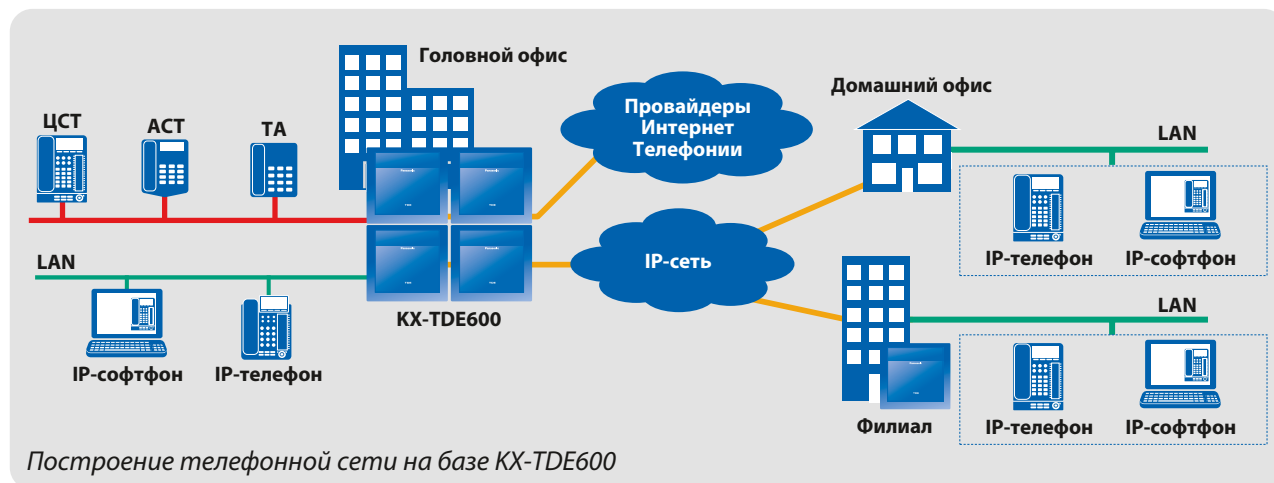 Головной офис
Провайдеры
Интернет
Телефонии
Домашний офис
ЦСТ
АСТ
ТА
LAN
IP-телефон
IP-софтфон
LAN
IP-софтфон
IP-телефон
KX-TDE600
IP-сеть
LAN
Филиал
IP-телефон
IP-софтфон
Построение телефонной сети на базе KX-TDE600